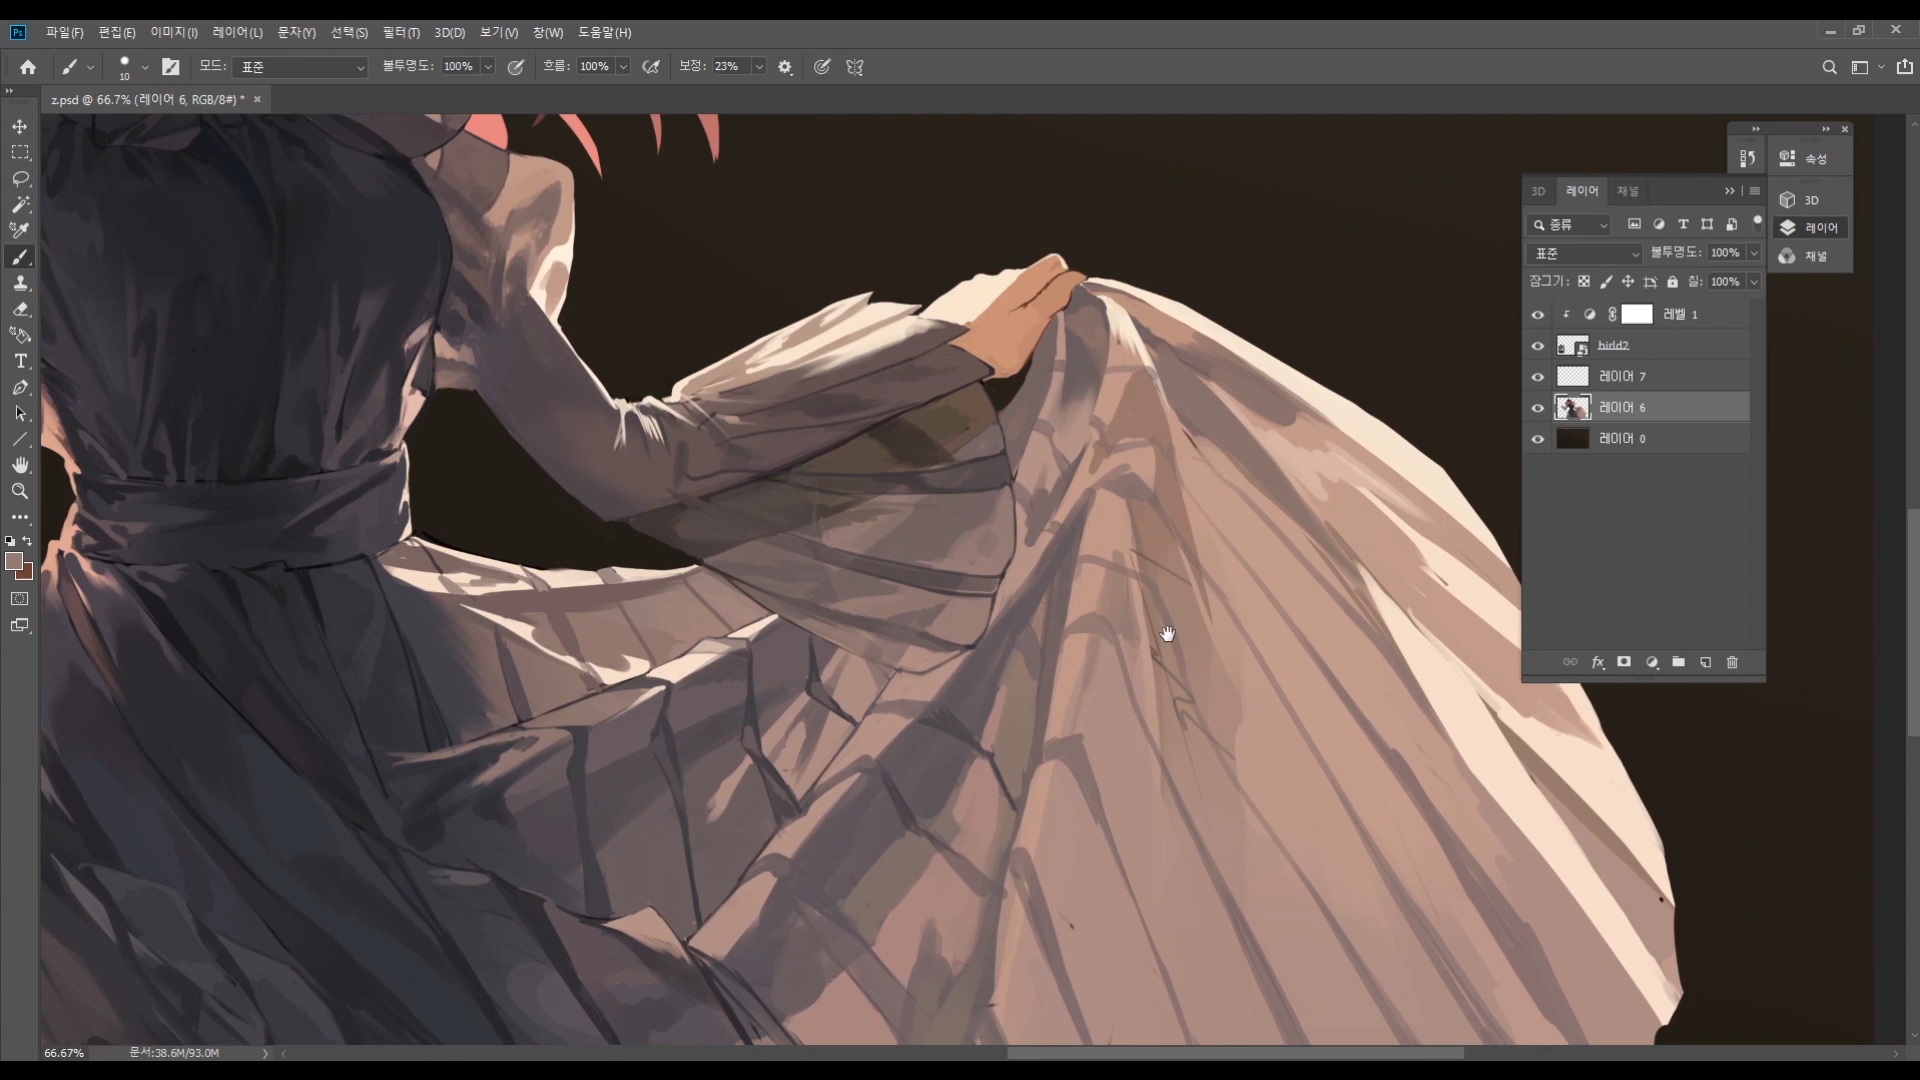 Ps 파일(F) 편집(E) 이미지(I) 레이어(L) 문자(Y) 선택(S) 필터(T) 3D(D) 보기(V) 창(W) 도움말(H)
10 모드: 표준 불투명도: 100% 흐름: 100% 보정: 23%
z.psd @ 66.7% (레이어 6, RGB/8#) *
속성
3D 레이어 채널
3D
종류
레이어
표준 불투명도: 100%
채널
잠그기: 칠: 100%
레벨 1
birld2
레이어 7
레이어 6
레이어 0
fx
66.67% 문서:38.6M/93.0M